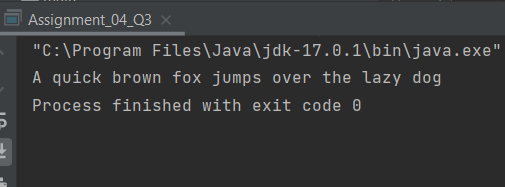 Assignment_04_Q3
"C:\Program Files\Java\jdk-17.0.1\bin\java.exe"
A quick brown fox jumps over the lazy dog
Process finished with exit code 0